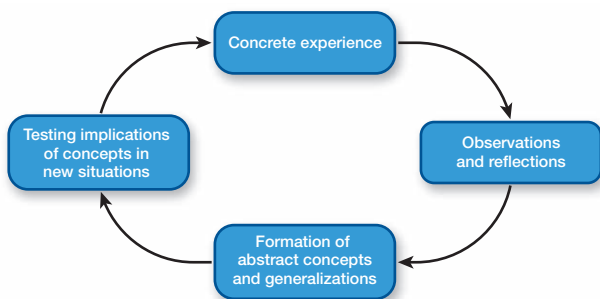 Concrete experience
Observations
and reflections
Formation of
abstract concepts
and generalizations
Testing implications
of concepts in
new situations